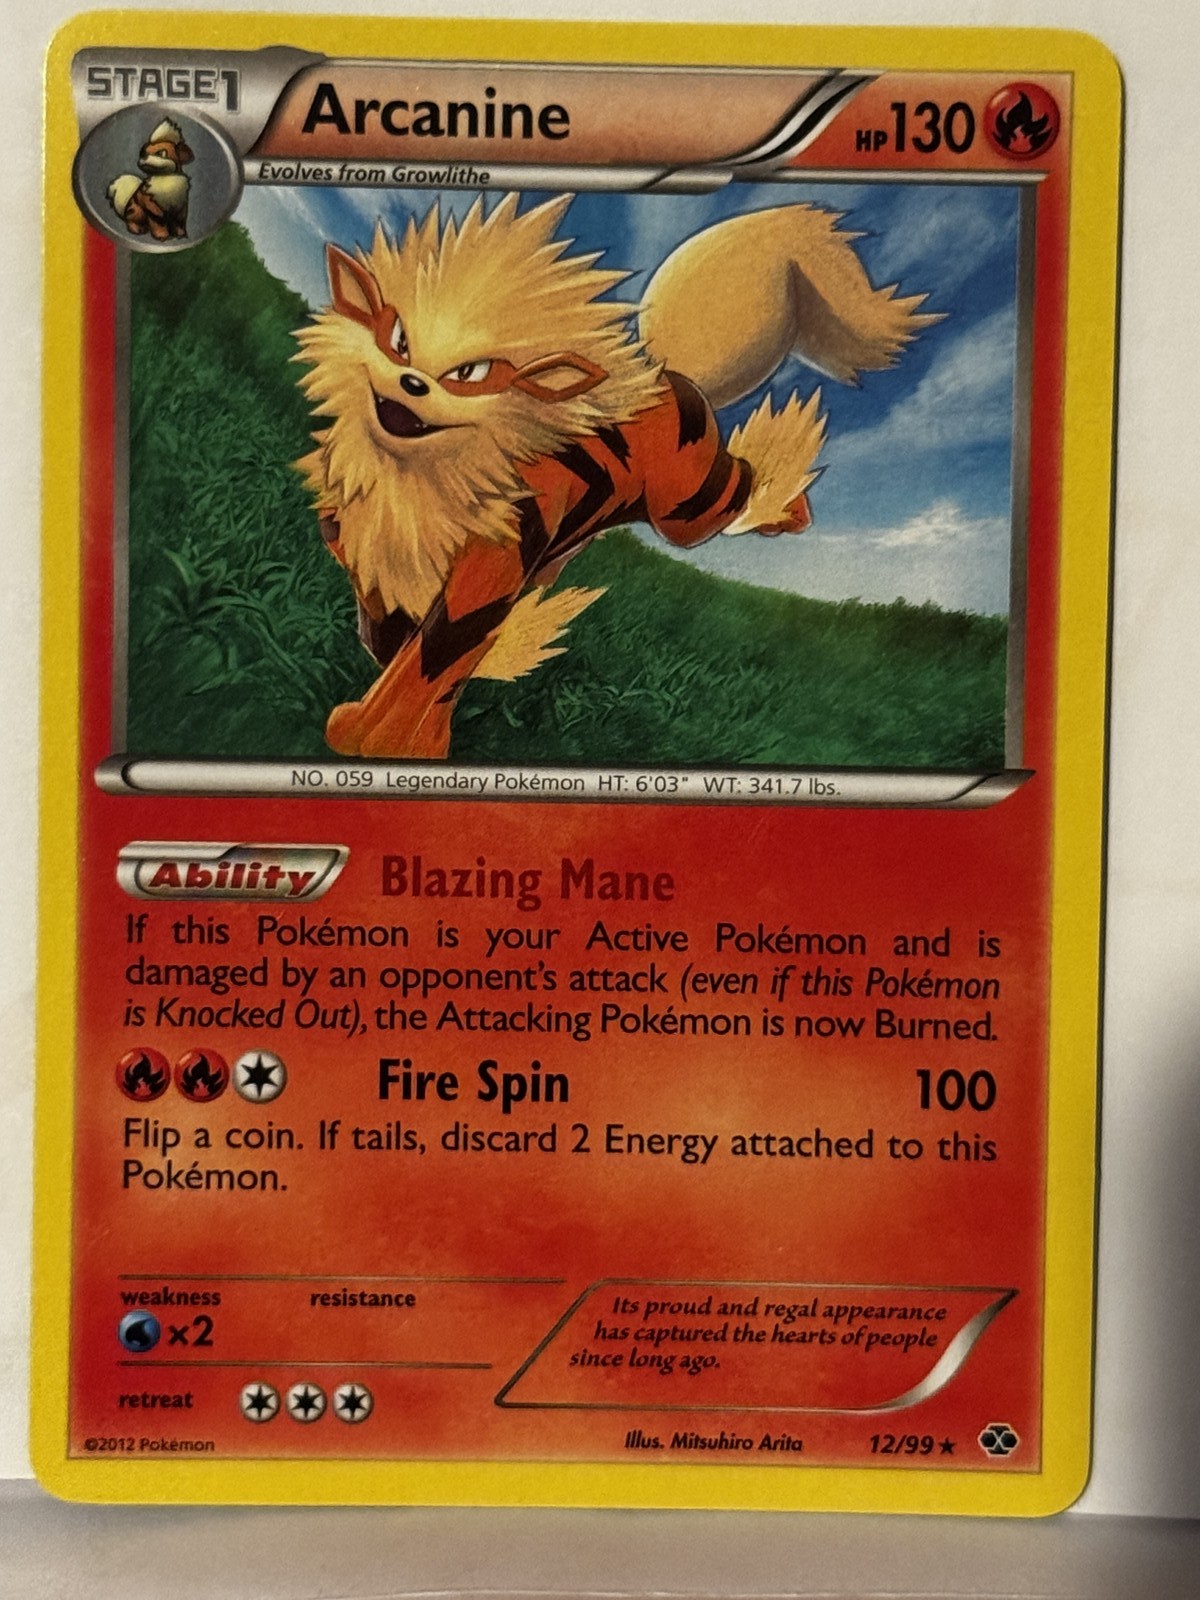 STAGE1
Arcanine
HP130
Evolves from Growlithe
NO. 059 Legendary Pokémon HT: 6'03" WT: 341.7 lbs.
Ability Blazing Mane
If this Pokémon is your Active Pokémon and is
damaged by an opponent's attack (even if this Pokémon
is Knocked Out), the Attacking Pokémon is now Burned.
Fire Spin 100
Flip a coin. If tails, discard 2 Energy attached to this
Pokémon.
weakness resistance
×2
retreat
Its proud and regal appearance
has captured the hearts of people
since long ago.
©2012 Pokémon Illus. Mitsuhiro Arita 12/99★